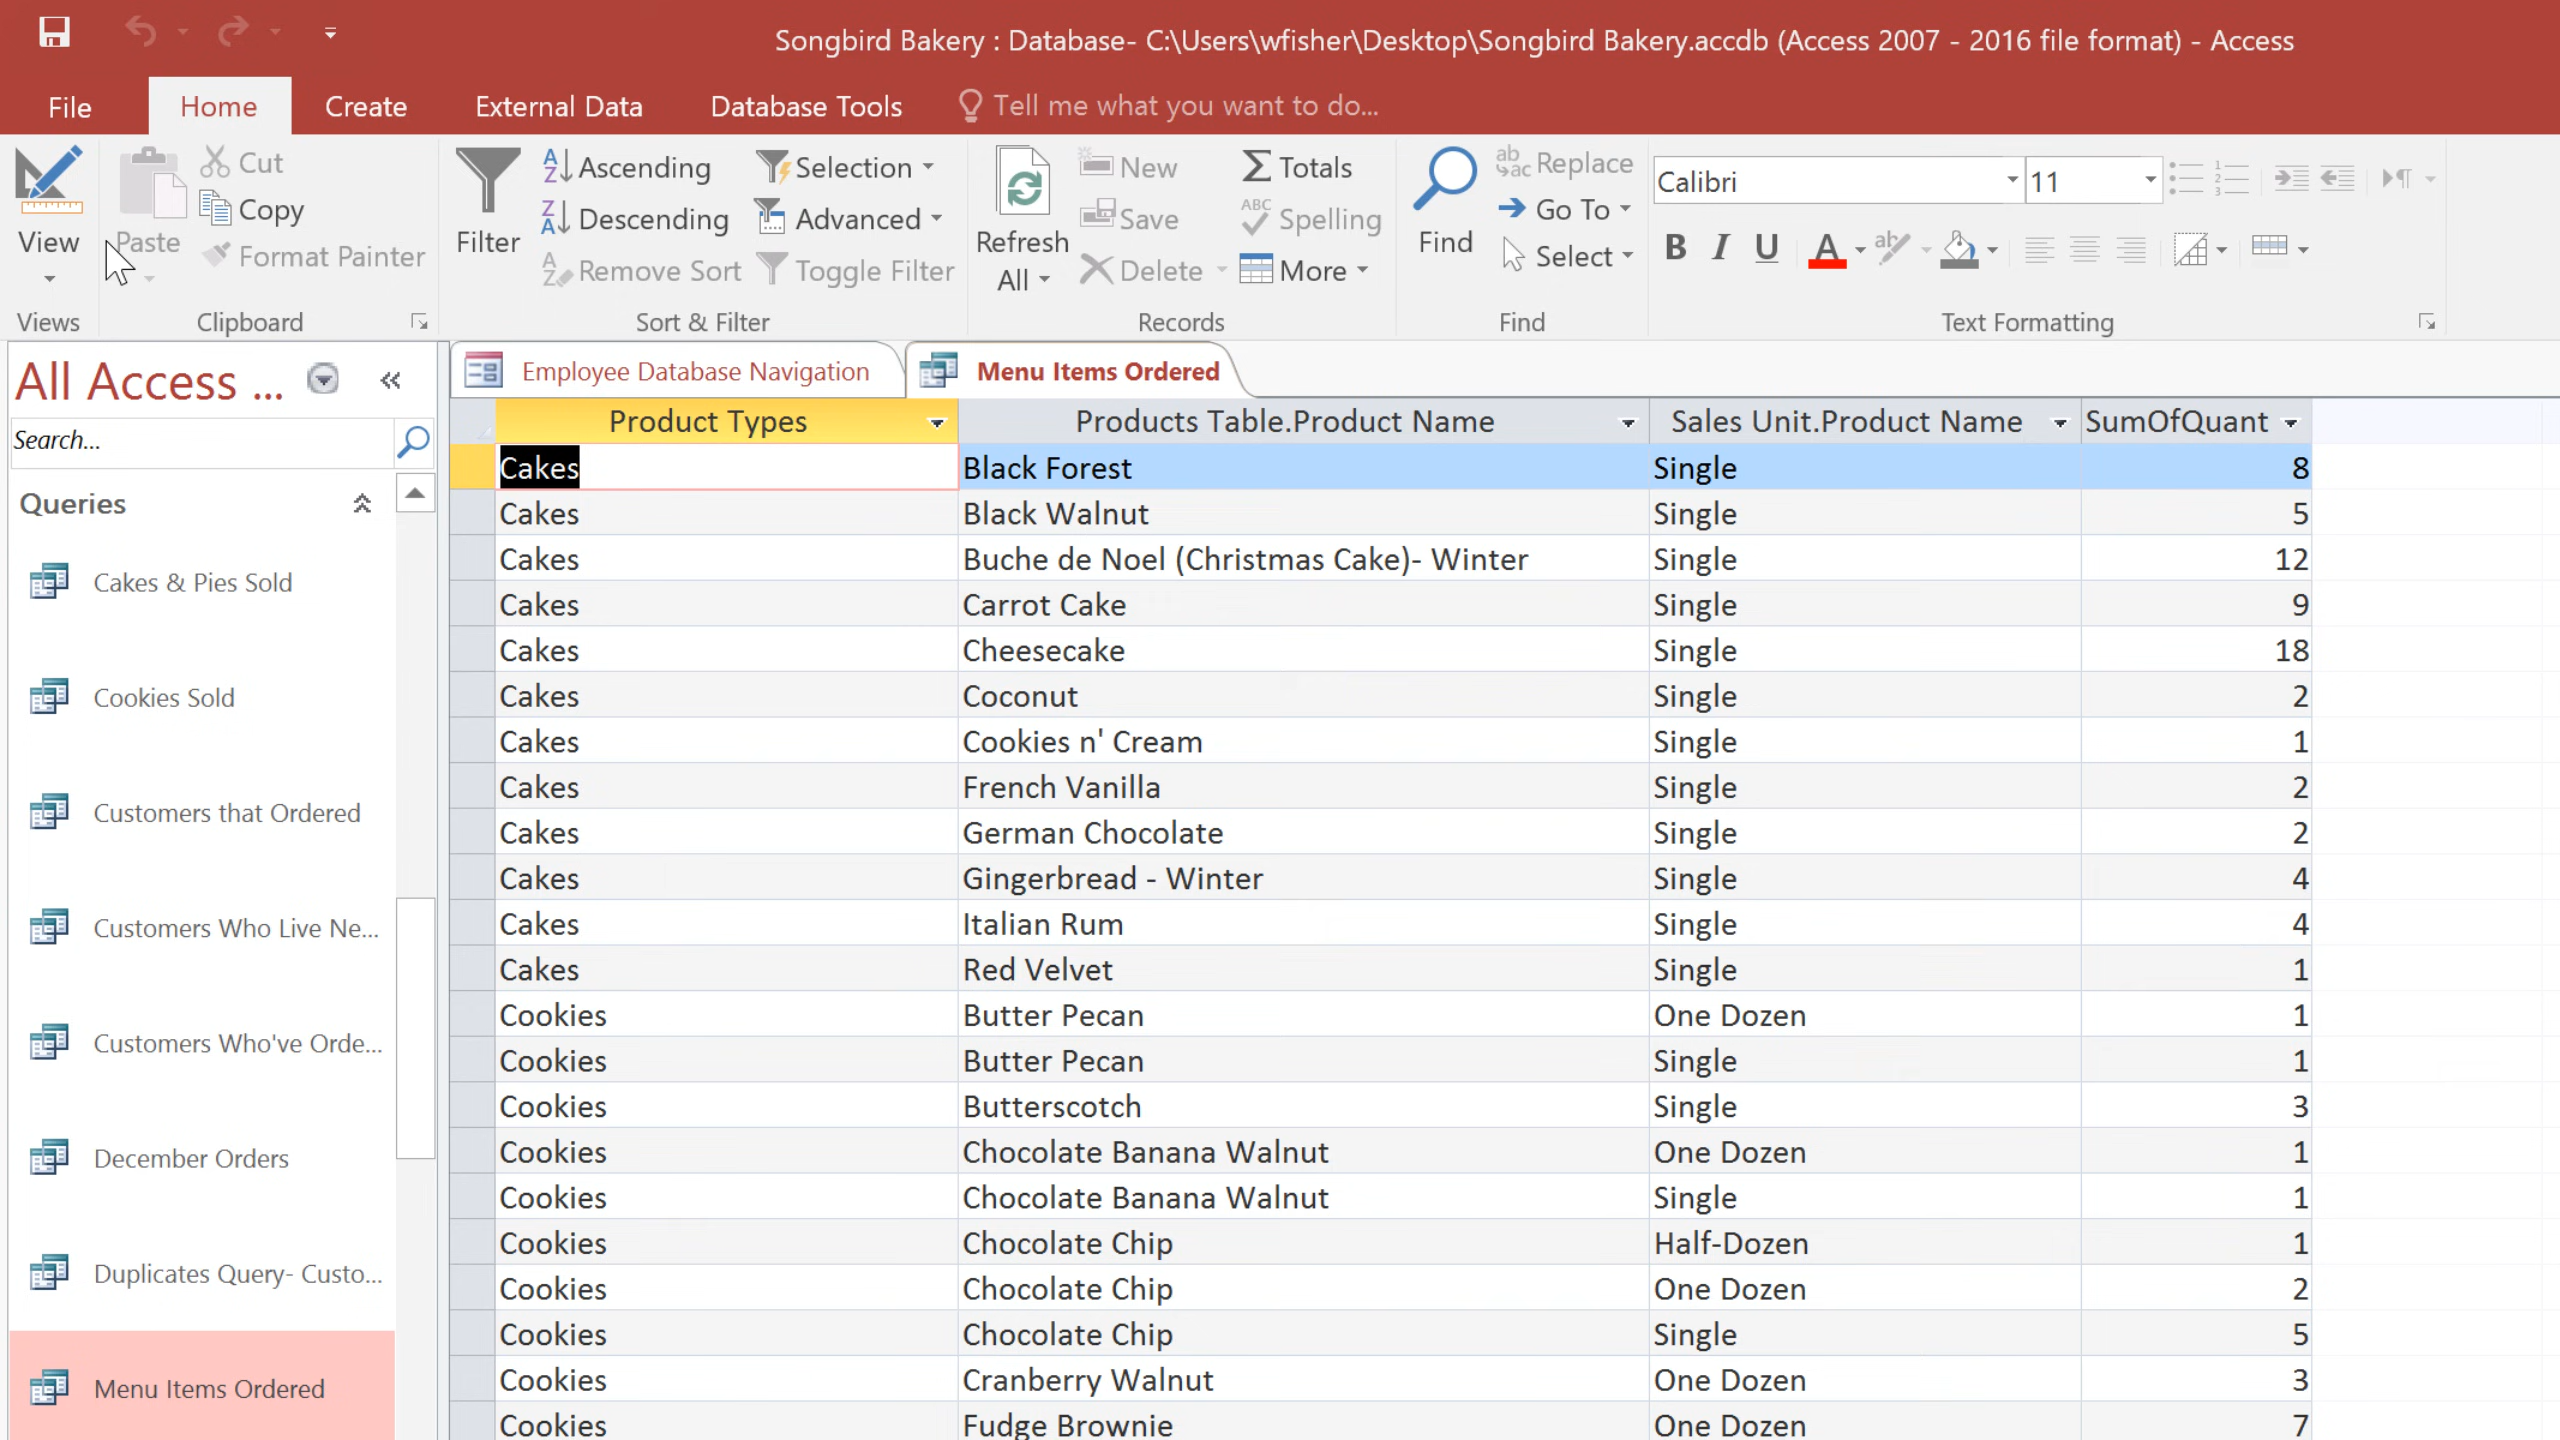 Songbird Bakery : Database- C:\Users\wfisher\Desktop\Songbird Bakery.accdb (Access 2007 - 2016 file format) - Access
File Home Create External Data Database Tools Tell me what you want to do...
View
Paste
Cut
Copy
Format Painter
Filter
Ascending
Descending
Remove Sort
Selection
Advanced
Toggle Filter
Refresh
All
New
Save
Delete
Totals
Spelling
More
Find
Replace
Go To
Select
Calibri 11
B I U A
Views Clipboard Sort & Filter Records Find Text Formatting
All Access ...
Search...
Queries
Cakes & Pies Sold
Cookies Sold
Customers that Ordered
Customers Who Live Ne...
Customers Who've Orde...
December Orders
Duplicates Query- Custo...
Menu Items Ordered
Employee Database Navigation Menu Items Ordered
Product Types Products Table.Product Name Sales Unit.Product Name SumOfQuant
Cakes Black Forest Single 8
Cakes Black Walnut Single 5
Cakes Buche de Noel (Christmas Cake)- Winter Single 12
Cakes Carrot Cake Single 9
Cakes Cheesecake Single 18
Cakes Coconut Single 2
Cakes Cookies n' Cream Single 1
Cakes French Vanilla Single 2
Cakes German Chocolate Single 2
Cakes Gingerbread - Winter Single 4
Cakes Italian Rum Single 4
Cakes Red Velvet Single 1
Cookies Butter Pecan One Dozen 1
Cookies Butter Pecan Single 1
Cookies Butterscotch Single 3
Cookies Chocolate Banana Walnut One Dozen 1
Cookies Chocolate Banana Walnut Single 1
Cookies Chocolate Chip Half-Dozen 1
Cookies Chocolate Chip One Dozen 2
Cookies Chocolate Chip Single 5
Cookies Cranberry Walnut One Dozen 3
Cookies Fudge Brownie One Dozen 7